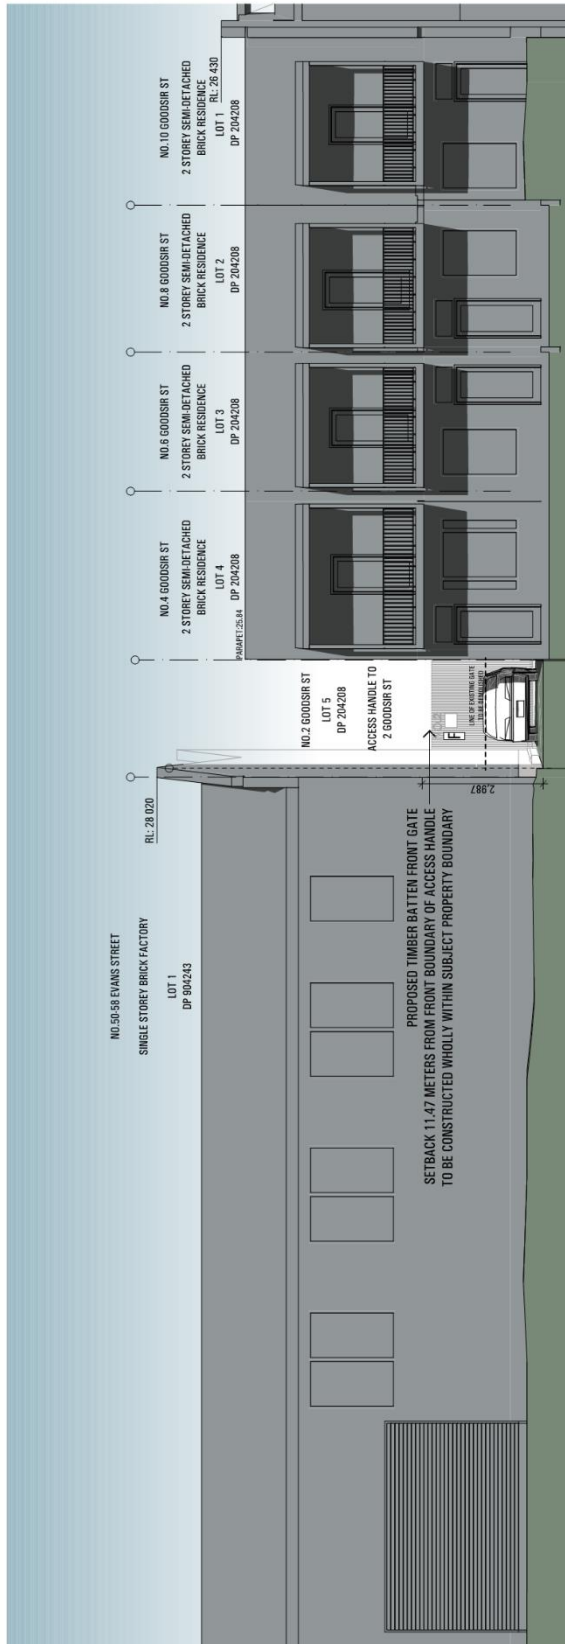 NO.50-58 EVANS STREET
SINGLE STOREY BRICK FACTORY
LOT 1
DP 904243
RL: 28 020
NO.2 GOODSIR ST
LOT 5
DP 204208
ACCESS HANDLE TO
2 GOODSIR ST
LINE OF EXISTING GATE
TO BE DEMOLISHED
2,987
PROPOSED TIMBER BATTEN FRONT GATE
SETBACK 11.47 METERS FROM FRONT BOUNDARY OF ACCESS HANDLE
TO BE CONSTRUCTED WHOLLY WITHIN SUBJECT PROPERTY BOUNDARY
NO.4 GOODSIR ST
2 STOREY SEMI-DETACHED
BRICK RESIDENCE
LOT 4
DP 204208
PARAPET:25.84
NO.6 GOODSIR ST
2 STOREY SEMI-DETACHED
BRICK RESIDENCE
LOT 3
DP 204208
NO.8 GOODSIR ST
2 STOREY SEMI-DETACHED
BRICK RESIDENCE
LOT 2
DP 204208
NO.10 GOODSIR ST
2 STOREY SEMI-DETACHED
BRICK RESIDENCE
LOT 1
DP 204208
RL: 26 430